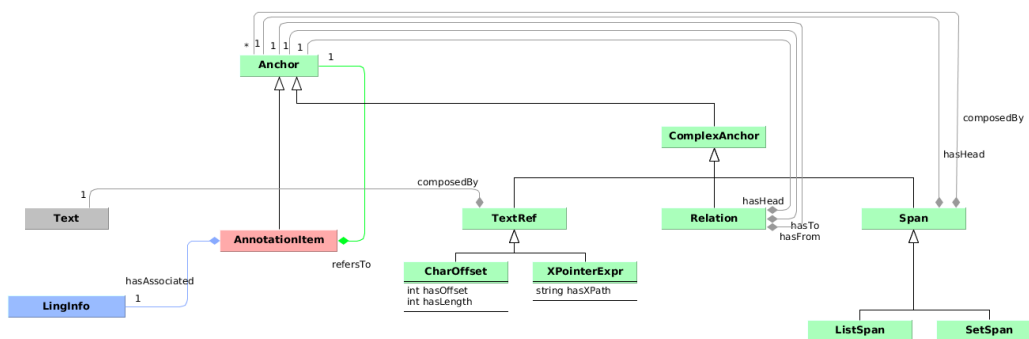 * 1 1 1 1
Anchor 1
composedBy
ComplexAnchor
hasHead
composedBy
1
hasHead
Text TextRef Relation Span
hasTo
AnnotationItem hasFrom
refersTo
CharOffset XPointerExpr
hasAssociated
int hasOffset string hasXPath
1
int hasLength
LingInfo
ListSpan SetSpan